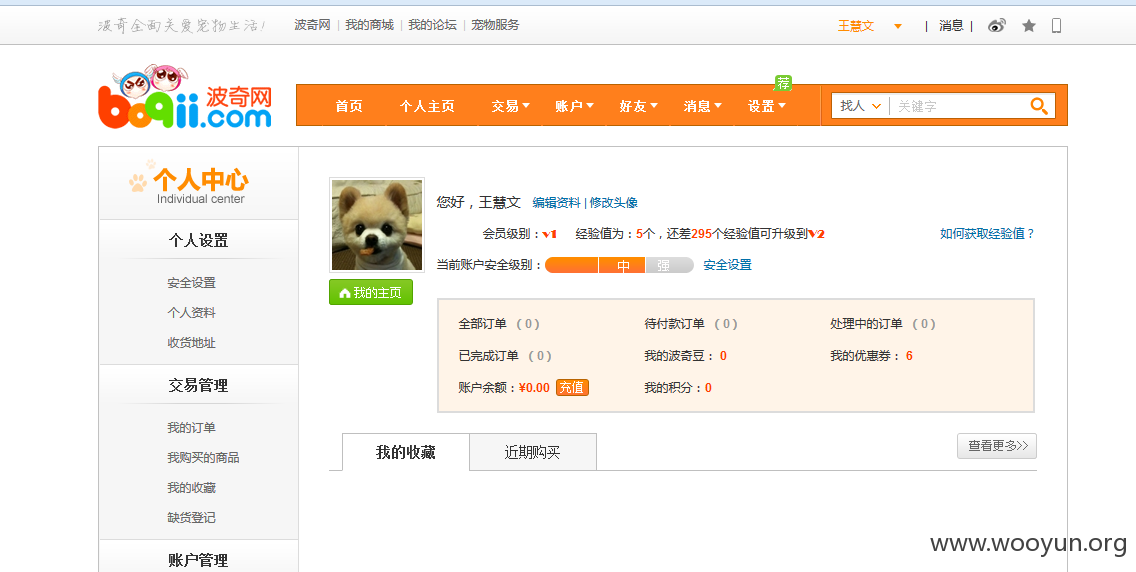 波奇全面关爱宠物生活!
波奇网 | 我的商城 | 我的论坛 | 宠物服务
王慧文 | 消息 |
boqii.com 波奇网
荐
首页 个人主页 交易 账户 好友 消息 设置
找人 关键字
个人中心
Individual center
个人设置
安全设置
个人资料
收货地址
交易管理
我的订单
我购买的商品
我的收藏
缺货登记
账户管理
您好，王慧文 编辑资料 | 修改头像
会员级别：V1 经验值为：5个，还差295个经验值可升级到V2 如何获取经验值？
当前账户安全级别： 中 强 安全设置
我的主页
全部订单 ( 0 ) 待付款订单 ( 0 ) 处理中的订单 ( 0 )
已完成订单 ( 0 ) 我的波奇豆： 0 我的优惠券： 6
账户余额：¥0.00 充值 我的积分：0
我的收藏 近期购买 查看更多>>
www.wooyun.org